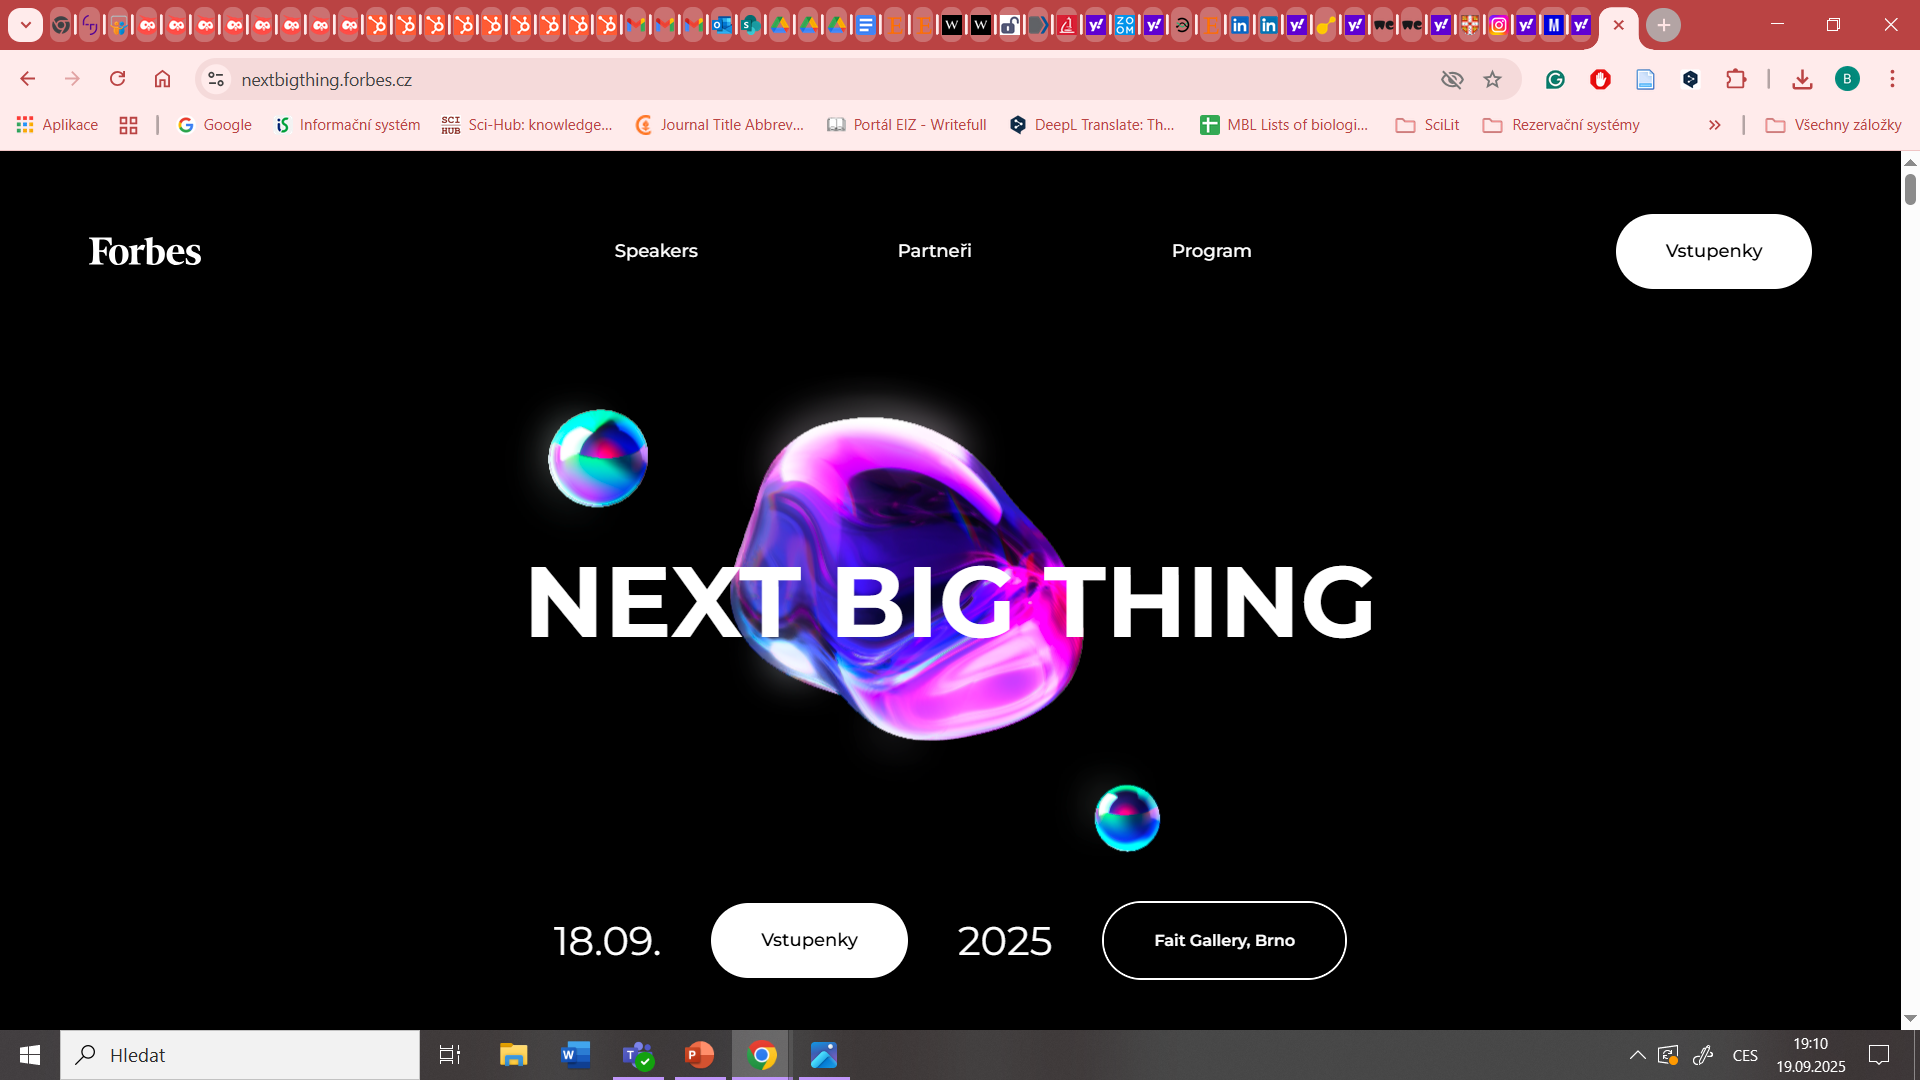 nextbigthing.forbes.cz
B
Aplikace
Google
Informační systém
Sci-Hub: knowledge...
Journal Title Abbrev...
Portál EIZ - Writefull
DeepL Translate: Th...
MBL Lists of biologi...
SciLit
Rezervační systémy
»
Všechny záložky
Forbes
Speakers
Partneři
Program
Vstupenky
NEXT BIG THING
18.09.
Vstupenky
2025
Fait Gallery, Brno
Hledat
CES
19:10
19.09.2025